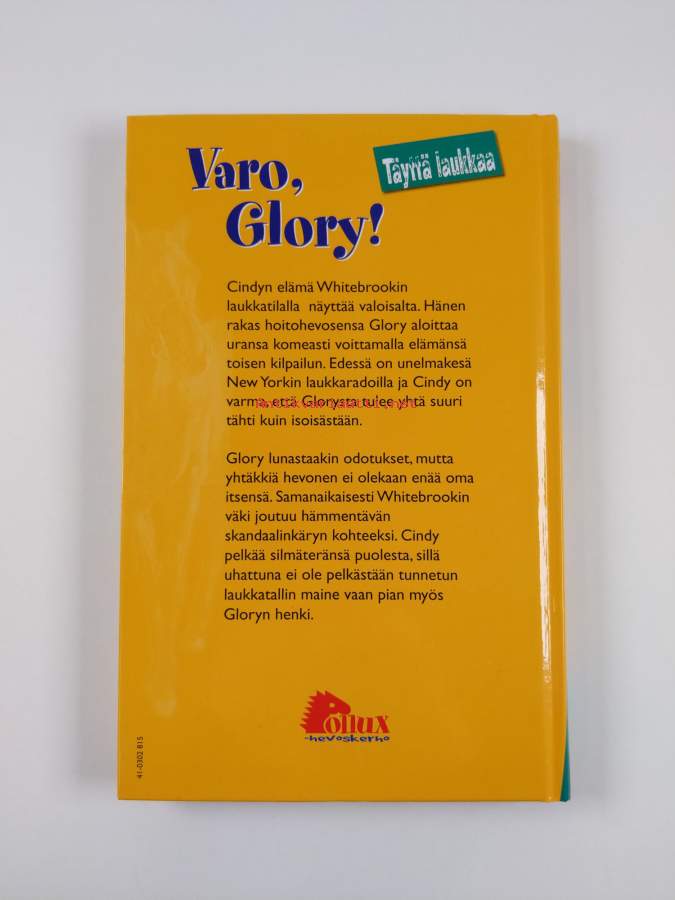 Varo,
Glory!
Täyttä laukkaa
Cindyn elämä Whitebrookin
laukkatilalla näyttää valoisalta. Hänen
rakas hoitohevosensa Glory aloittaa
uransa komeasti voittamalla elämänsä
toisen kilpailun. Edessä on unelmakesä
New Yorkin laukkaradoilla ja Cindy on
varma että Glorysta tulee yhtä suuri
Antikvariaatti.net
tähti kuin isoisästään.
Glory lunastaakin odotukset, mutta
yhtäkkiä hevonen ei olekaan enää oma
itsensä. Samanaikaisesti Whitebrookin
väki joutuu hämmentävän
skandaalinkäryn kohteeksi. Cindy
pelkää silmäteränsä puolesta, sillä
uhattuna ei ole pelkästään tunnetun
laukkatallin maine vaan pian myös
Gloryn henki.
Pollux
-hevoskerho
41-0302 815